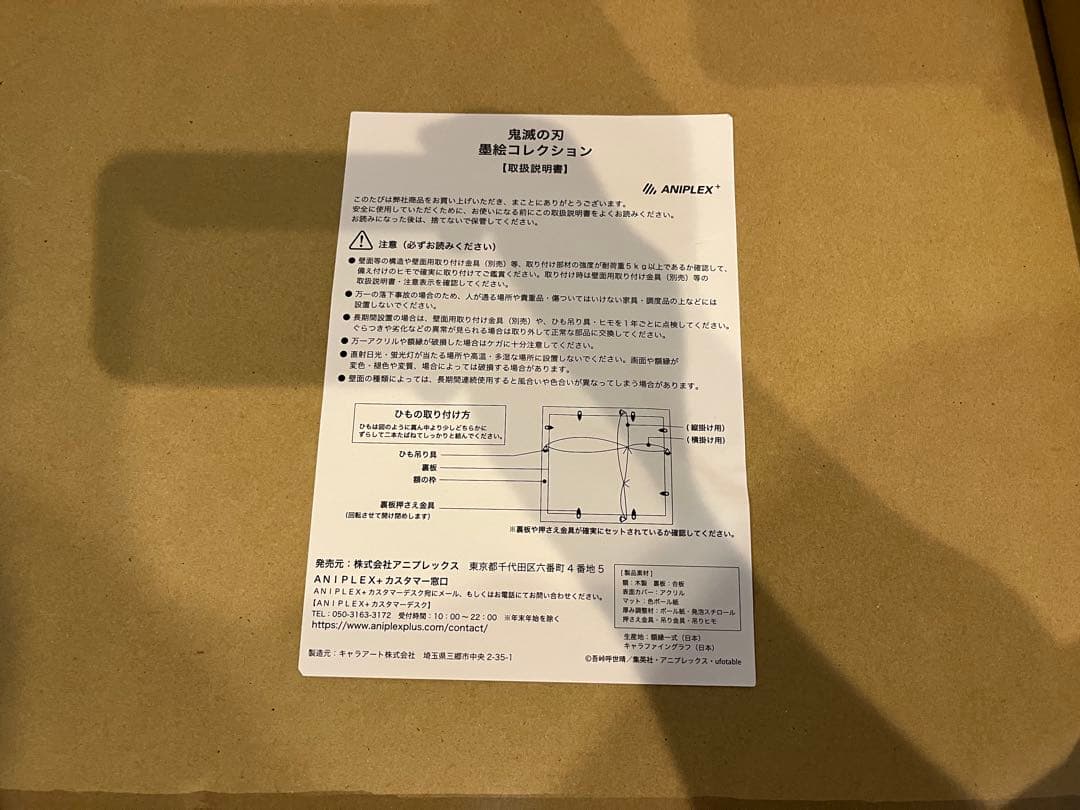 鬼滅の刃
墨絵コレクション
【取扱説明書】
ANIPLEX+
このたびは弊社商品をお買い上げいただき、まことにありがとうございます。
安全に使用していただくために、お使いになる前にこの取扱説明書をよくお読みください。
お読みになった後は、捨てないで保管してください。
注意（必ずお読みください）
●壁面等の構造や壁面用取り付け金具（別売）等、取り付け部材の強度が耐荷重５ｋｇ以上であるか確認して、
備え付けのヒモで確実に取り付けてご鑑賞ください。取り付け時は壁面用取り付け金具（別売）等の
取扱説明書・注意表示を確認してください。
●万一の落下事故の場合のため、人が通る場所や貴重品・傷ついてはいけない家具・調度品の上などには
設置しないでください。
●長期間設置の場合は、壁面用取り付け金具（別売）や、ひも吊り具・ヒモを１年ごとに点検してください。
ぐらつきや劣化などの異常が見られる場合は取り外して正常な部品に交換してください。
●万一アクリルや額縁が破損した場合はケガに十分注意してください。
●直射日光・蛍光灯が当たる場所や高温・多湿な場所に設置しないでください。画面や額縁が
変色・褪色や変質、場合によっては破損する場合があります。
●壁面の種類によっては、長期間連続使用すると風合いや色合いが異なってしまう場合があります。
ひもの取り付け方
ひもは図のように真ん中より少しどちらかに
ずらして二本たばねてしっかりと結んでください。
（縦掛け用）
（横掛け用）
ひも吊り具
裏板
額の枠
裏板押さえ金具
（回転させて開け閉めします）
※裏板や押さえ金具が確実にセットされているか確認してください。
発売元：株式会社アニプレックス　東京都千代田区六番町４番地５
ＡＮＩＰＬＥＸ＋カスタマー窓口
ＡＮＩＰＬＥＸ＋カスタマーデスク宛にメール、もしくはお電話にてお問い合わせください。
【ＡＮＩＰＬＥＸ＋カスタマーデスク】
TEL：050-3163-3172　受付時間：10：00～22：00　※年末年始を除く
https://www.aniplexplus.com/contact/
［製品素材］
額：木製　裏板：合板
表面カバー：アクリル
マット：色ボール紙
厚み調整材：ボール紙・発泡スチロール
押さえ金具・吊り金具・吊りヒモ
生産地：額縁一式（日本）
キャラファイングラフ（日本）
製造元：キャラアート株式会社　埼玉県三郷市中央 2-35-1
©吾峠呼世晴／集英社・アニプレックス・ufotable